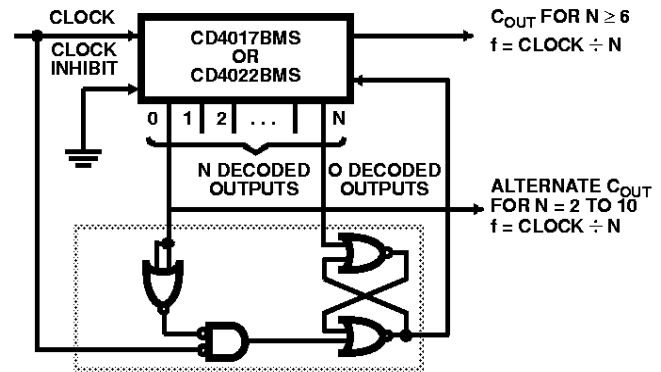 CLOCK
CLOCK
INHIBIT
CD4017BMS
OR
CD4022BMS
C_OUT FOR N ≥ 6
f = CLOCK ÷ N
0 1 2 . . . N
N DECODED
OUTPUTS
O DECODED
OUTPUTS
ALTERNATE C_OUT
FOR N = 2 TO 10
f = CLOCK ÷ N